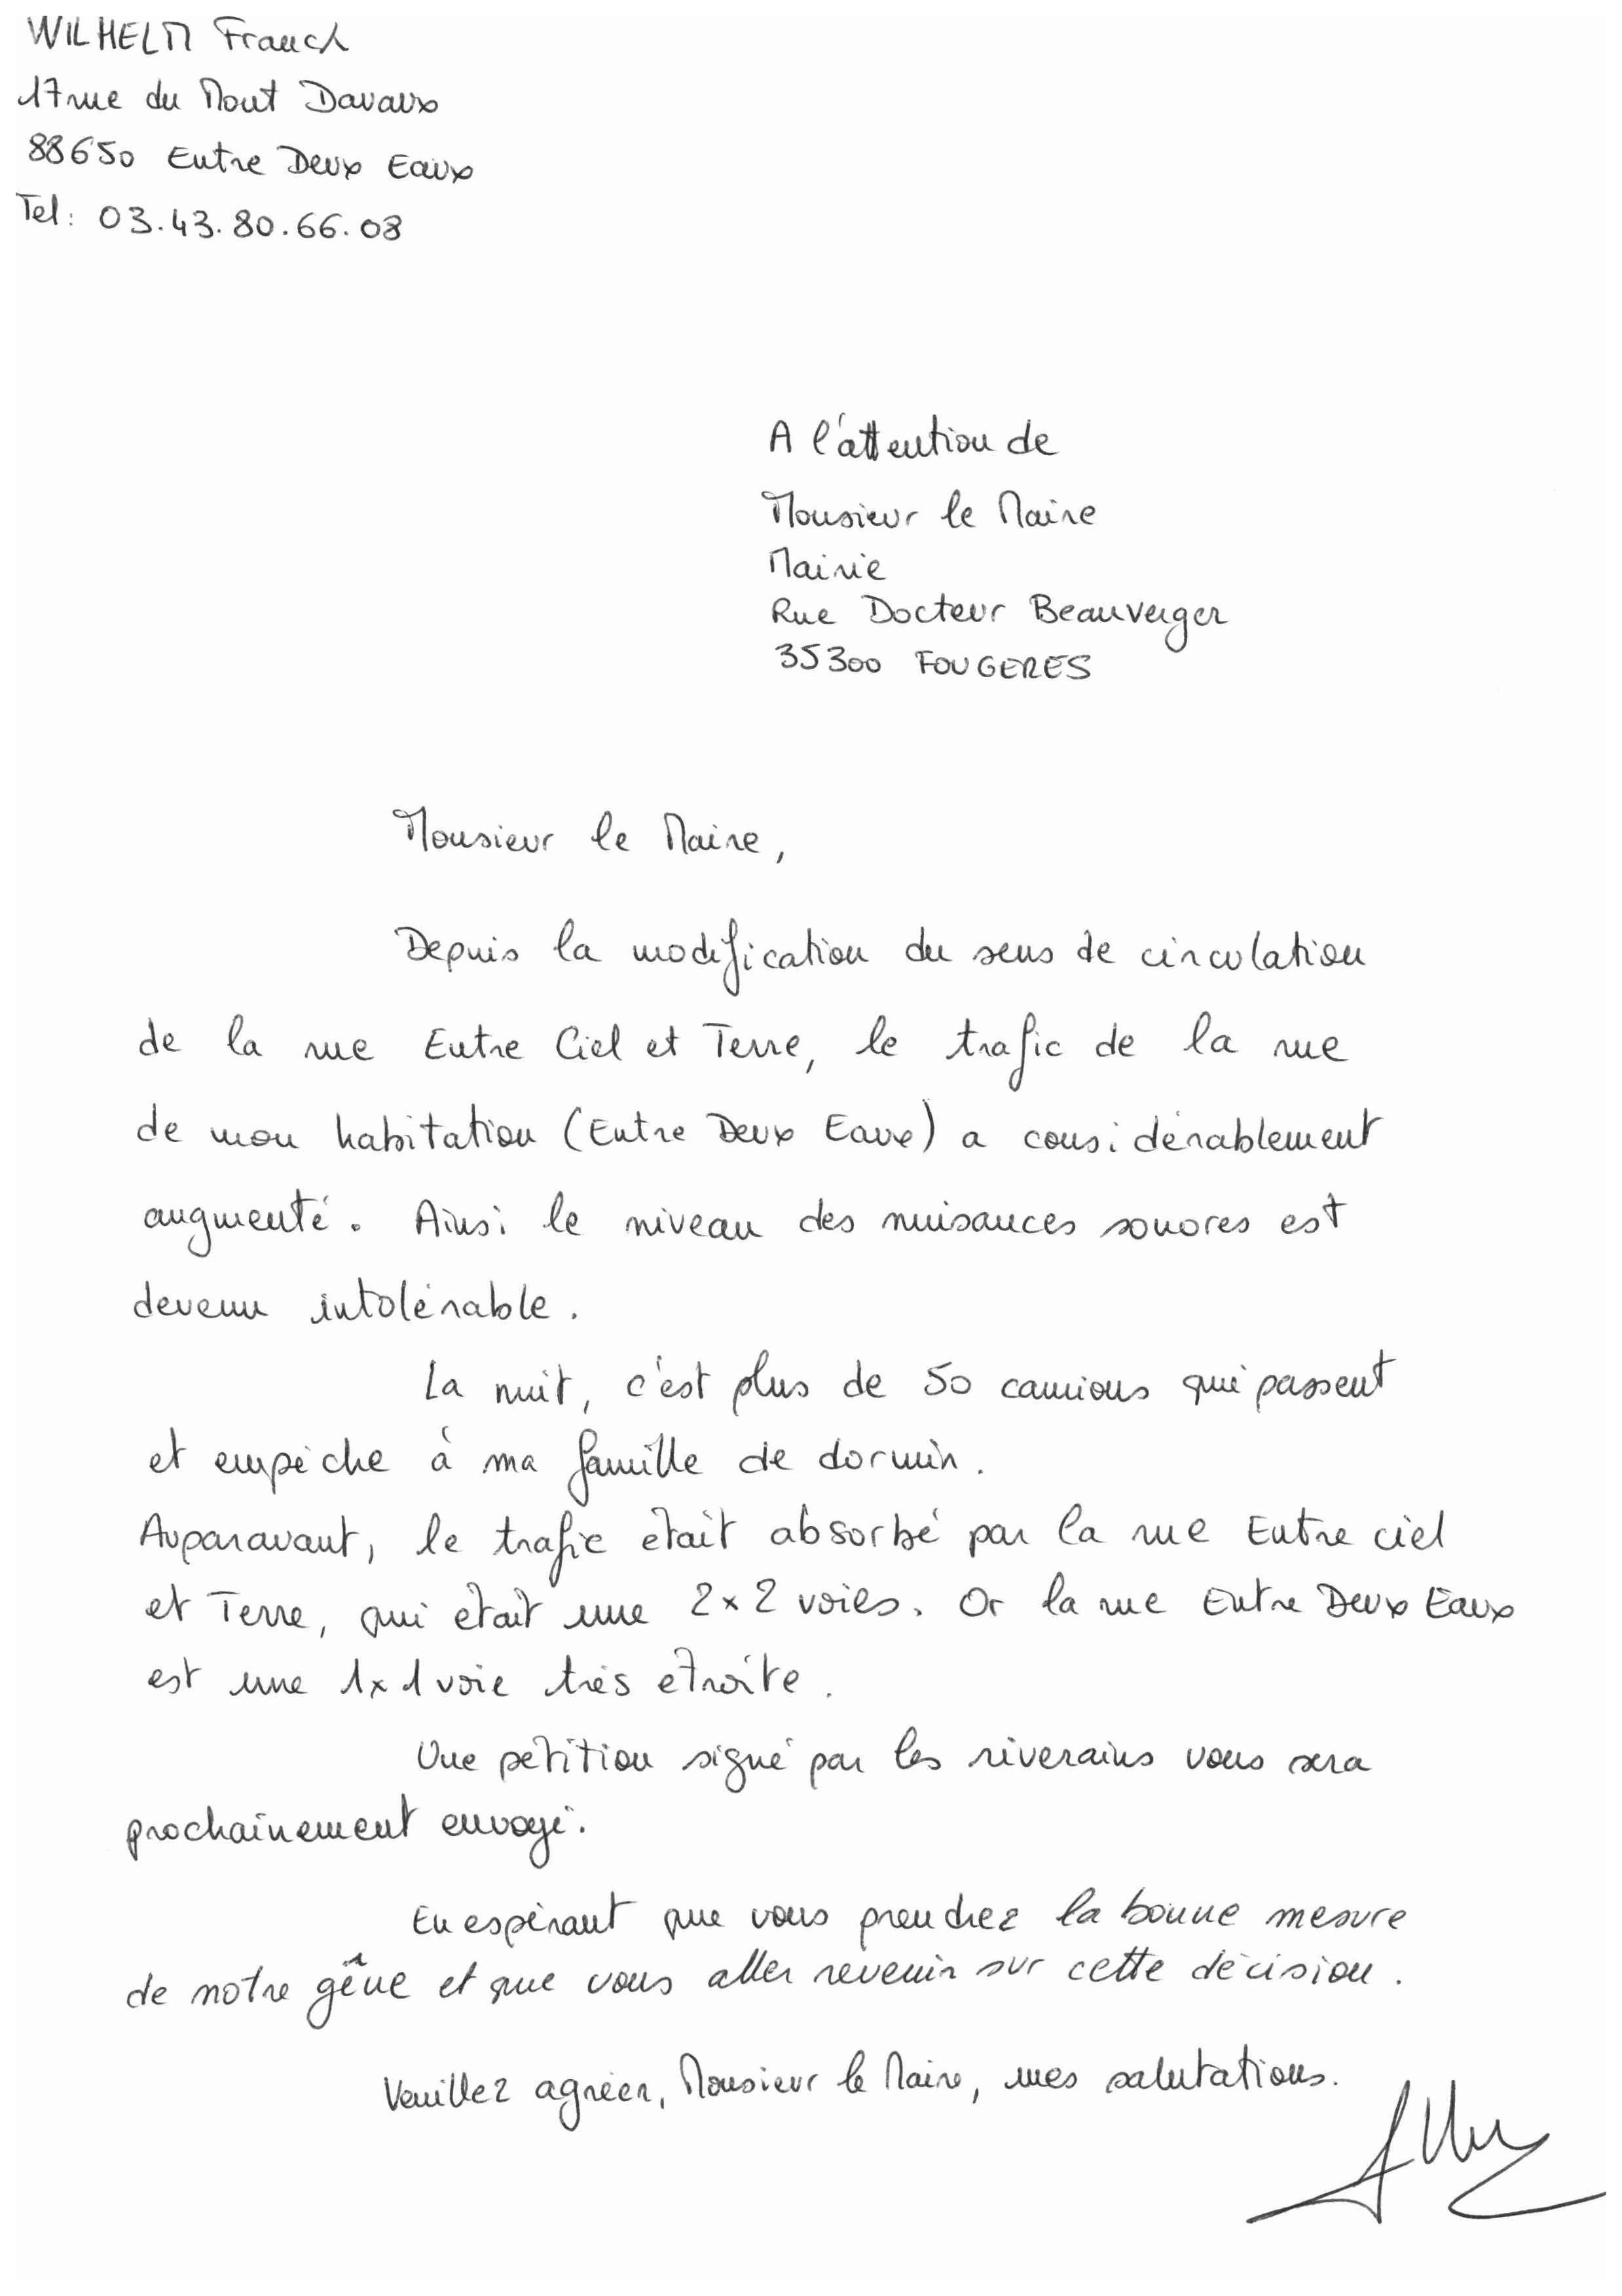 WILHELM Franck
17 rue du Mont Davaux
88650 Entre Deux Eaux
Tel: 03.43.80.66.08
A l'attention de
Monsieur le Maire
Mairie
Rue Docteur Beauverger
35300 FOUGERES
Monsieur le Maire,
Depuis la modification du sens de circulation
de la rue Entre Ciel et Terre, le trafic de la rue
de mon habitation (Entre Deux Eaux) a considérablement
augmenté. Ainsi le niveau des nuisances sonores est
devenu intolérable.
La nuit, c'est plus de 50 camions qui passent
et empêche à ma famille de dormir.
Auparavant, le trafic était absorbé par la rue Entre ciel
et Terre, qui était une 2x2 voies. Or la rue Entre Deux Eaux
est une 1x1 voie très étroite.
Une pétition signé par les riverains vous sera
prochainement envoyé.
En espérant que vous prendrez la bonne mesure
de notre gêne et que vous aller revenir sur cette décision.
Veuillez agréer, Monsieur le Maire, mes salutations.